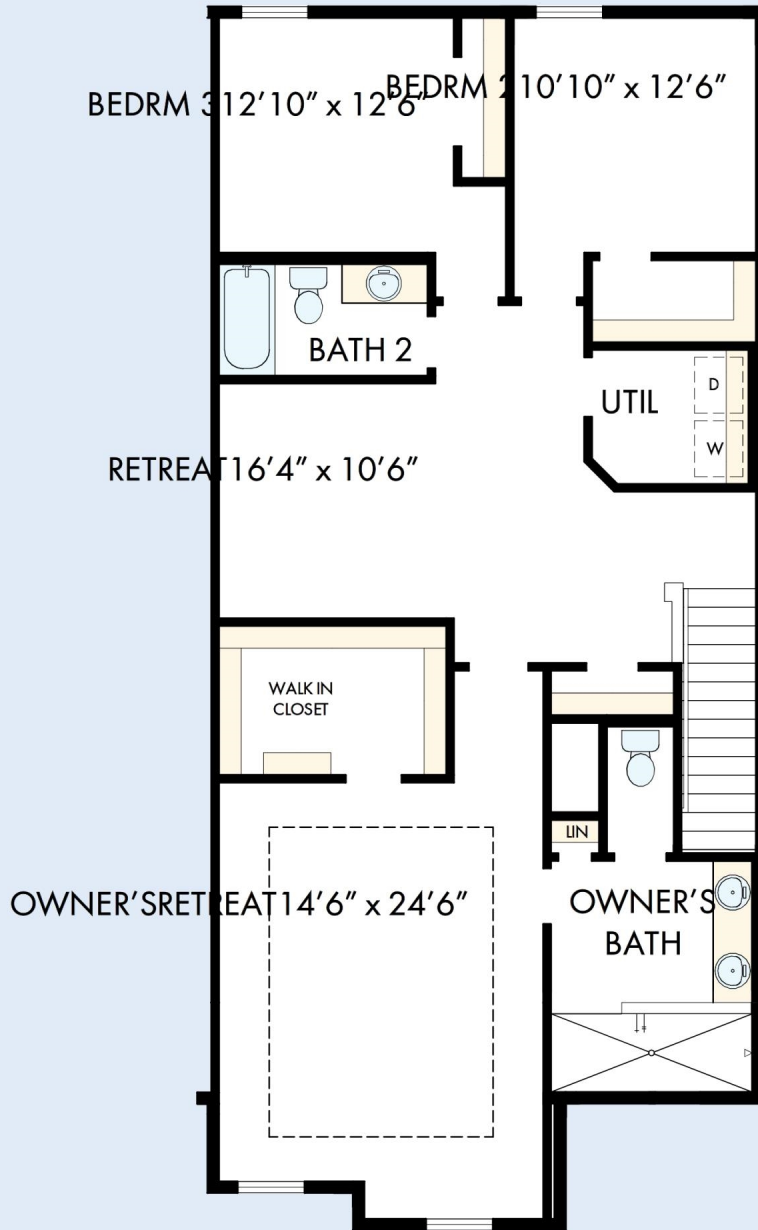 BEDRM 312’10” x 12’6”
BEDRM 210’10” x 12’6”
BATH 2
UTIL
D
W
RETREAT16’4” x 10’6”
WALK IN
CLOSET
LIN
OWNER’SRETREAT14’6” x 24’6”
OWNER’S
BATH